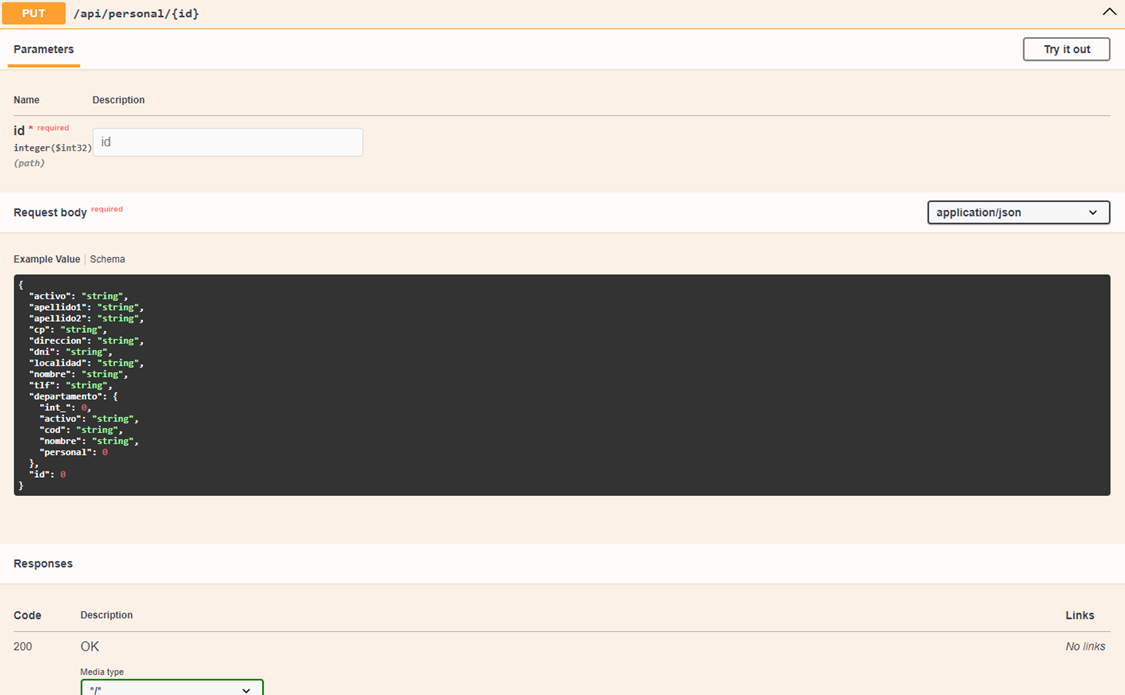 PUT /api/personal/{id}
Parameters
Try it out
Name Description
id * required
integer($int32)
(path)
id
Request body required
application/json
Example Value | Schema
{
  "activo": "string",
  "apellido1": "string",
  "apellido2": "string",
  "cp": "string",
  "direccion": "string",
  "dni": "string",
  "localidad": "string",
  "nombre": "string",
  "tlf": "string",
  "departamento": {
    "int_": 0,
    "activo": "string",
    "cod": "string",
    "nombre": "string",
    "personal": 0
  },
  "id": 0
}
Responses
Code Description Links
200 OK No links
Media type
*/*